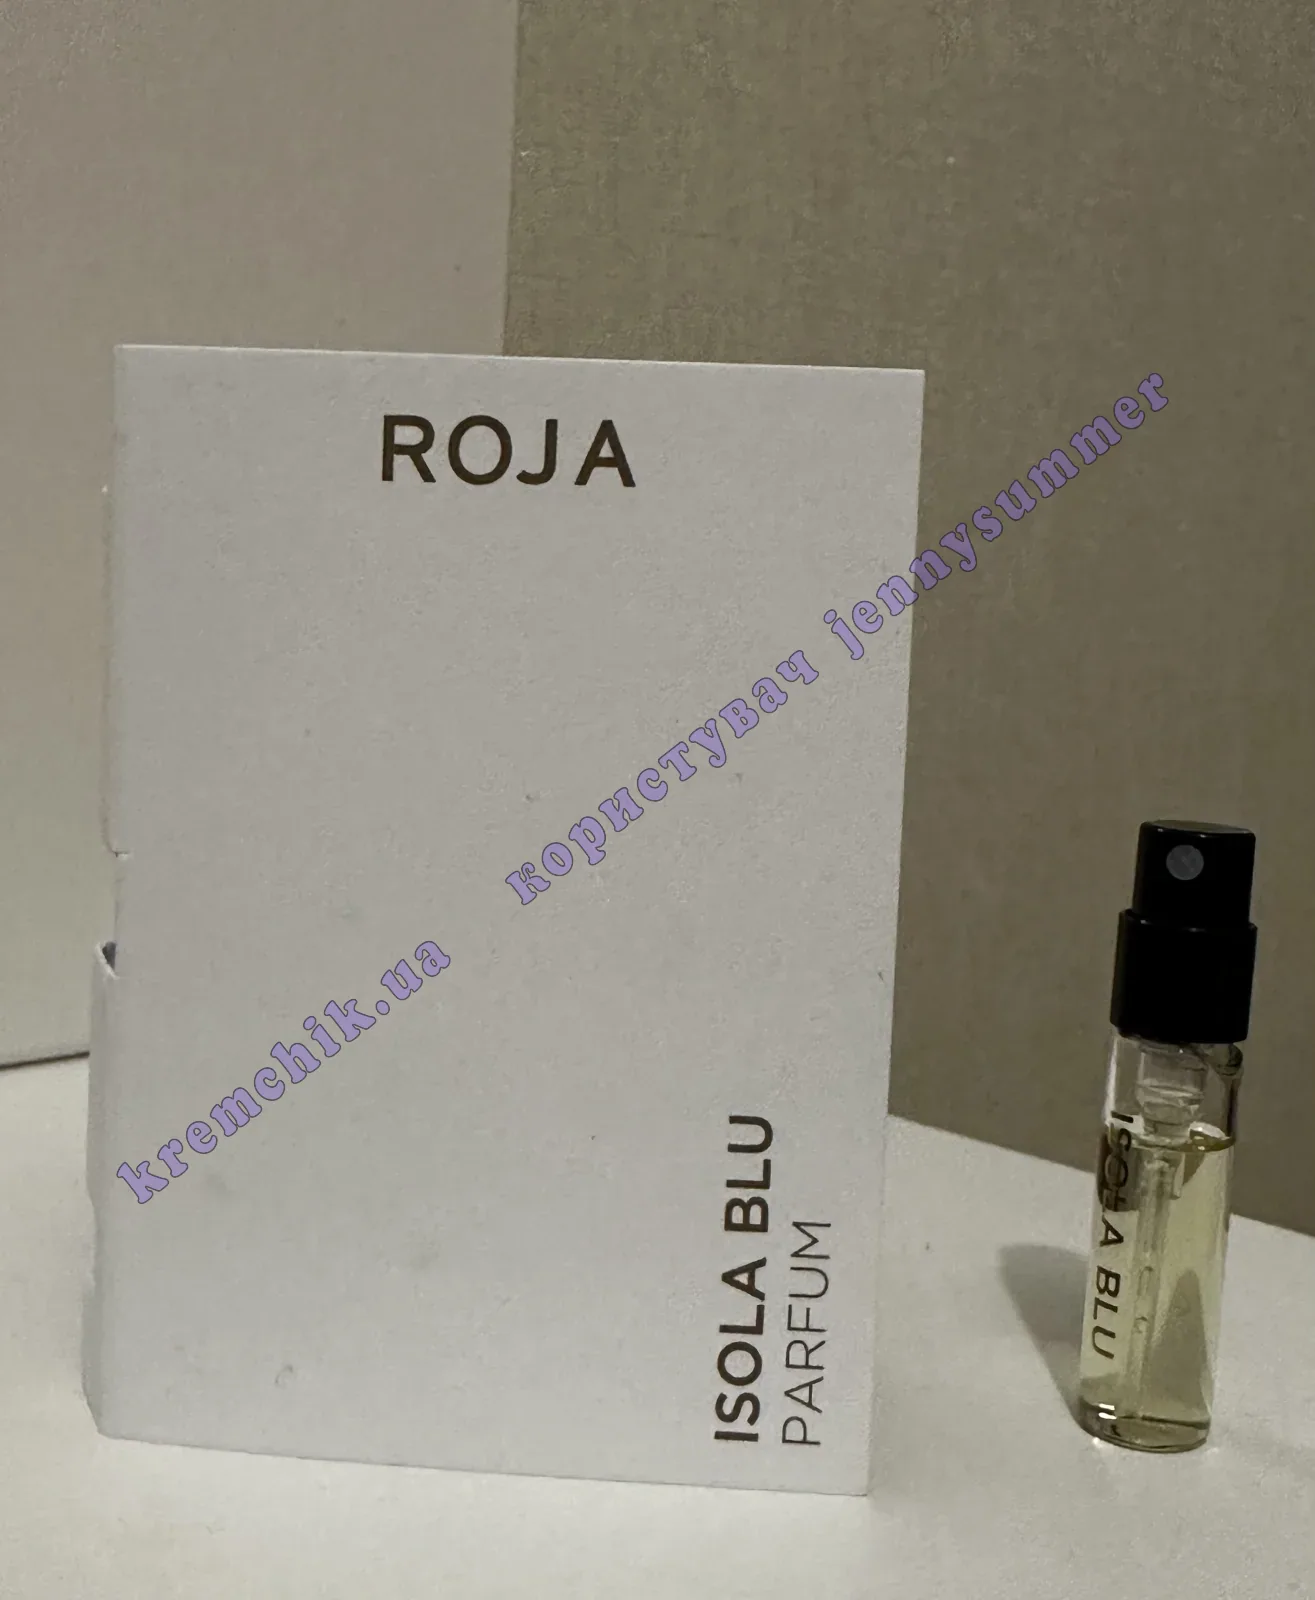 ROJA
kremchik.ua користувач jennysummer
ISOLA BLU
PARFUM
ISOLA BLU